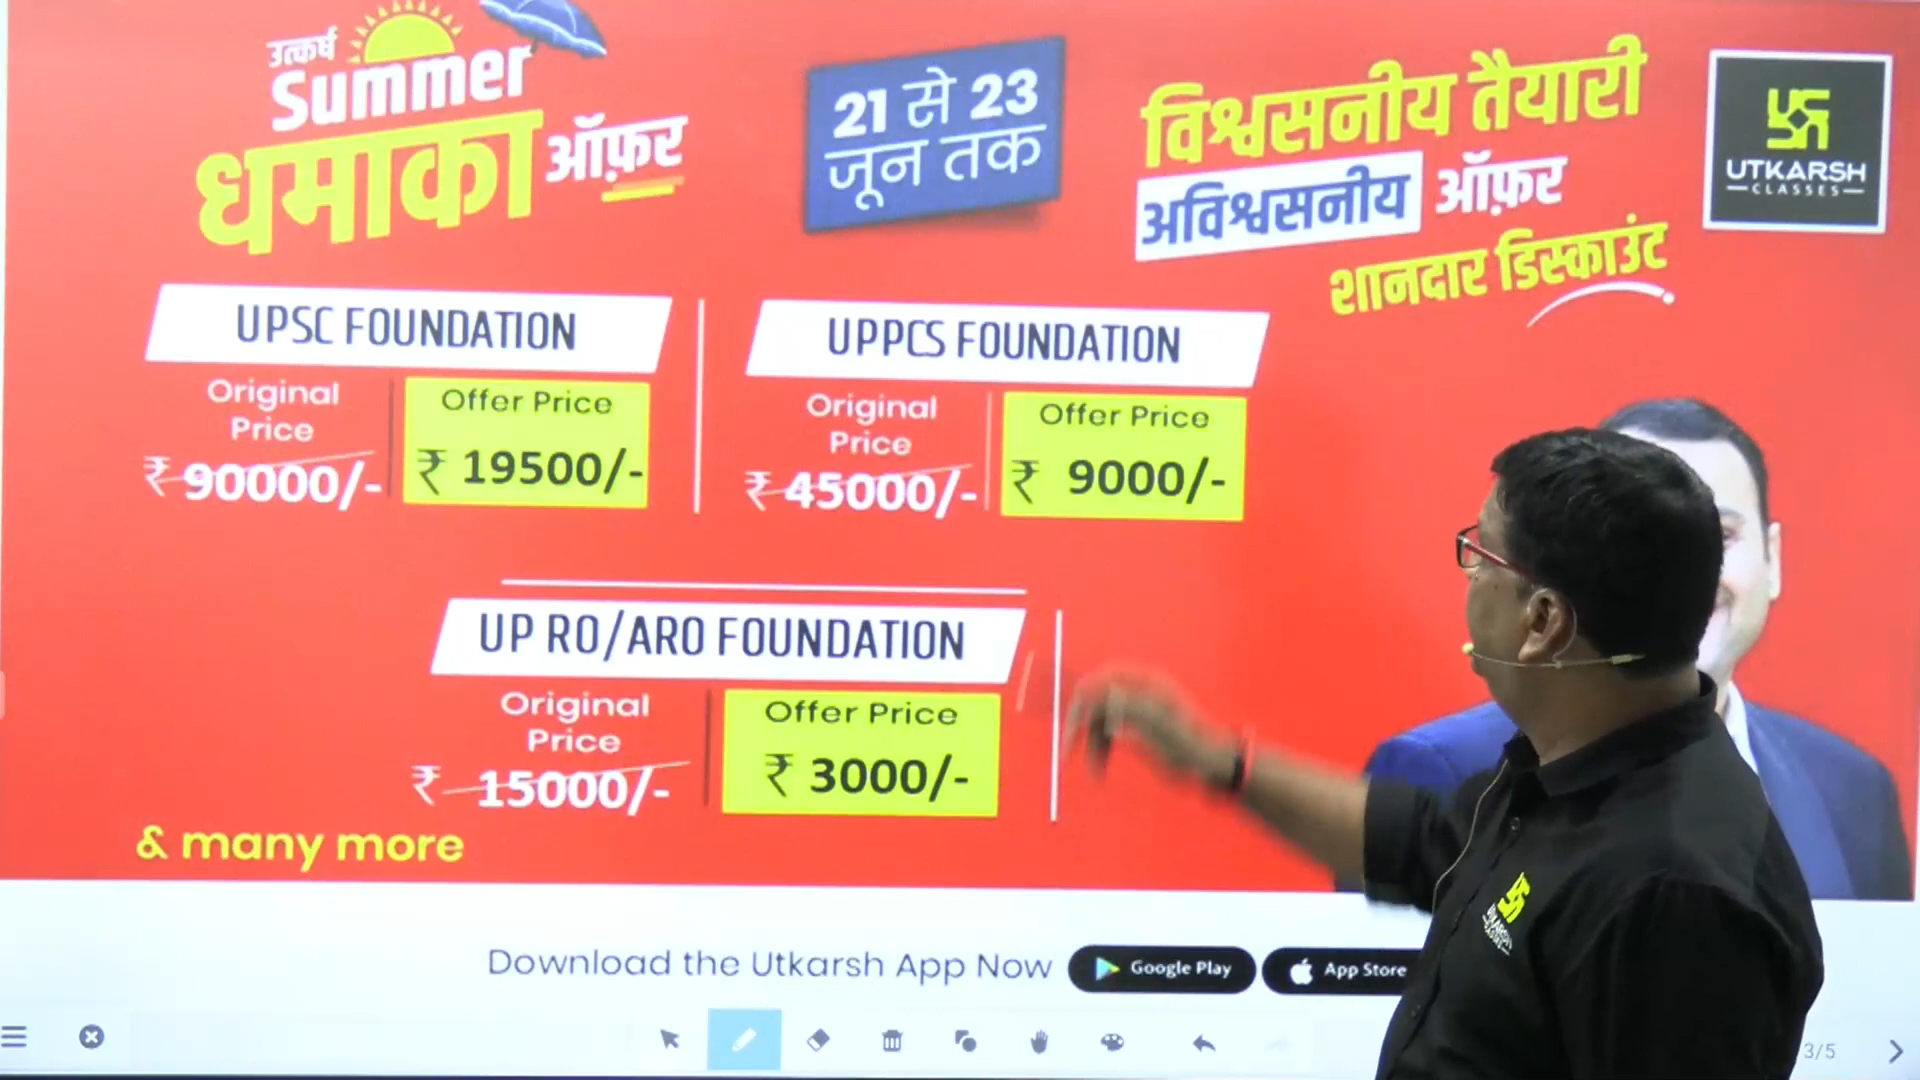 उत्कर्ष
Summer
धमाका ऑफ़र
21 से 23
जून तक
विश्वसनीय तैयारी
अविश्वसनीय ऑफ़र
शानदार डिस्काउंट
UTKARSH
CLASSES
UPSC FOUNDATION
Original
Price
₹ 90000/-
Offer Price
₹ 19500/-
UPPCS FOUNDATION
Original
Price
₹ 45000/-
Offer Price
₹ 9000/-
UP RO/ARO FOUNDATION
Original
Price
₹ 15000/-
Offer Price
₹ 3000/-
& many more
Download the Utkarsh App Now
Google Play
App Store
3/5